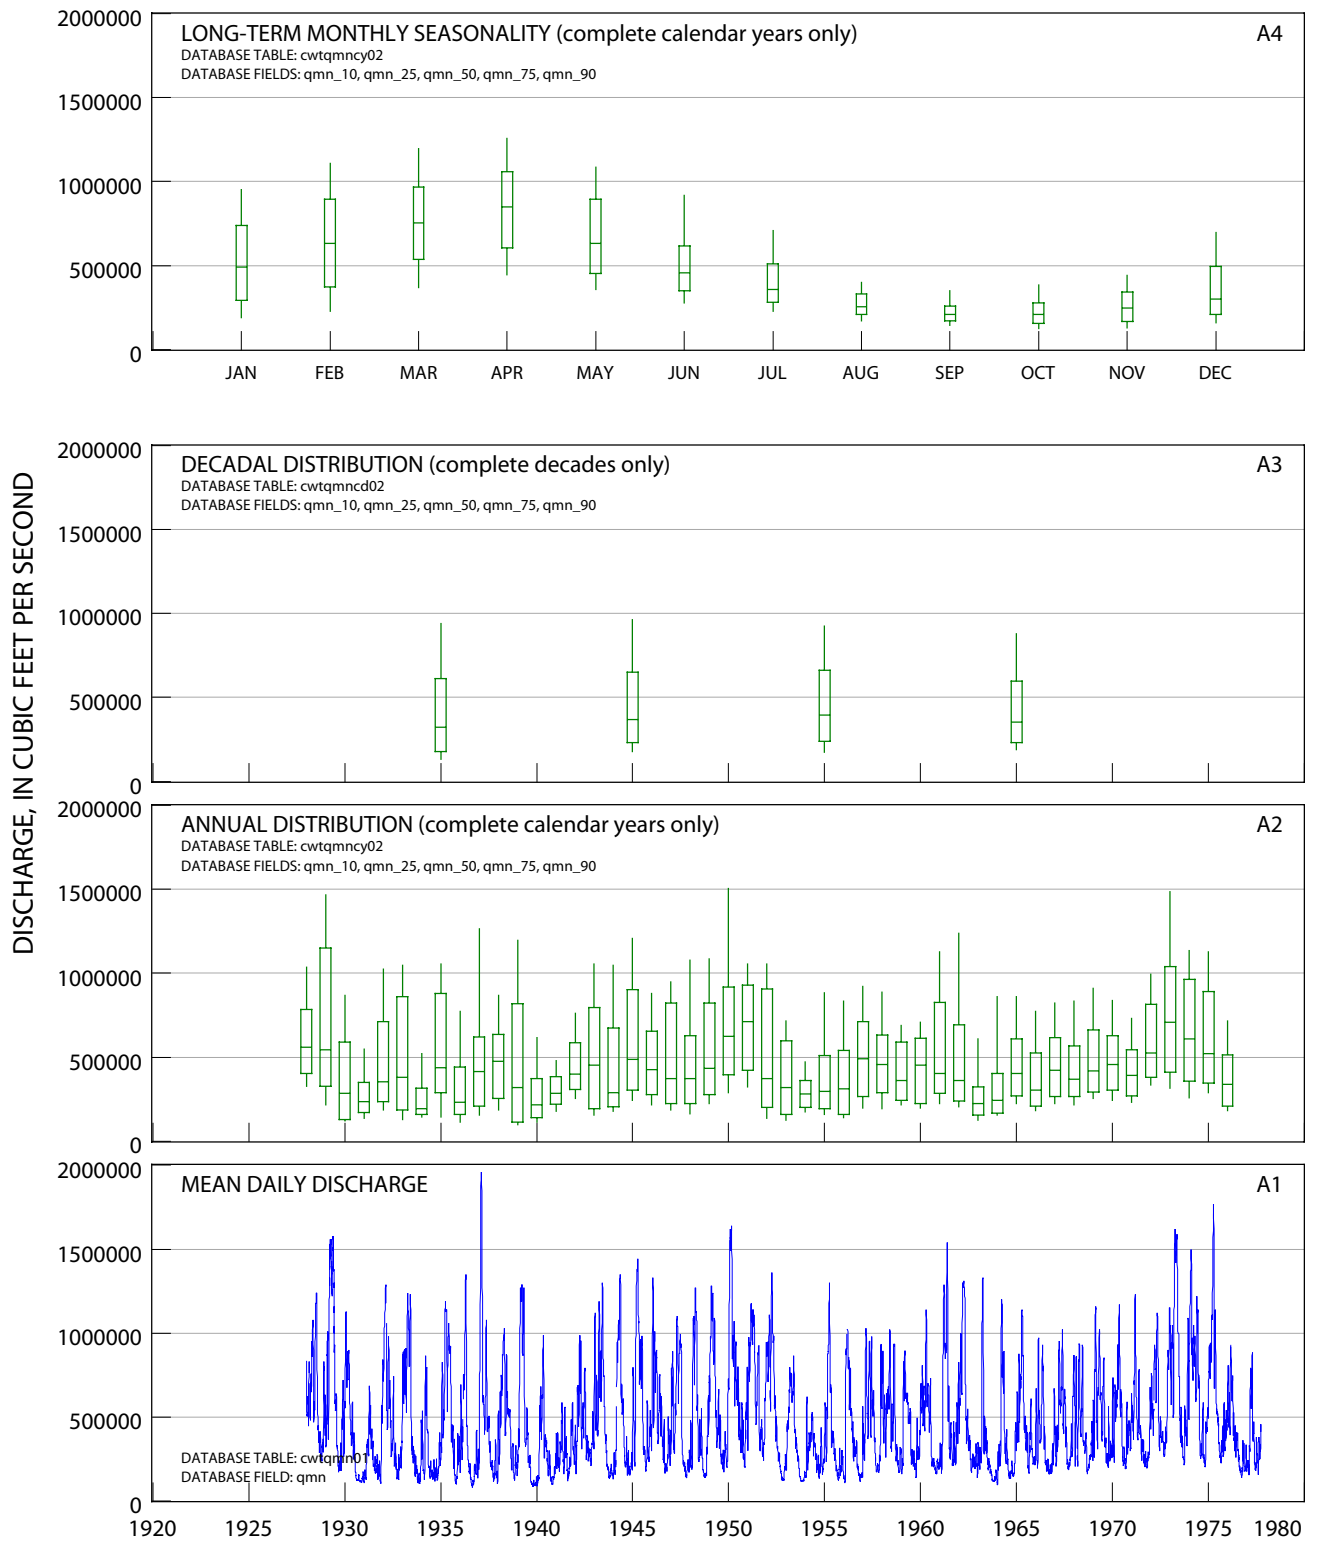 2000000
LONG-TERM MONTHLY SEASONALITY (complete calendar years only) A4
DATABASE TABLE: cwtqmncy02
DATABASE FIELDS: qmn_10, qmn_25, qmn_50, qmn_75, qmn_90
1500000
1000000
500000
0
JAN FEB MAR APR MAY JUN JUL AUG SEP OCT NOV DEC
DISCHARGE, IN CUBIC FEET PER SECOND
2000000
DECADAL DISTRIBUTION (complete decades only) A3
DATABASE TABLE: cwtqmncd02
DATABASE FIELDS: qmn_10, qmn_25, qmn_50, qmn_75, qmn_90
1500000
1000000
500000
0
2000000
ANNUAL DISTRIBUTION (complete calendar years only) A2
DATABASE TABLE: cwtqmncy02
DATABASE FIELDS: qmn_10, qmn_25, qmn_50, qmn_75, qmn_90
1500000
1000000
500000
0
2000000
MEAN DAILY DISCHARGE A1
1500000
1000000
500000
DATABASE TABLE: cwtqmn01
DATABASE FIELD: qmn
0
1920 1925 1930 1935 1940 1945 1950 1955 1960 1965 1970 1975 1980